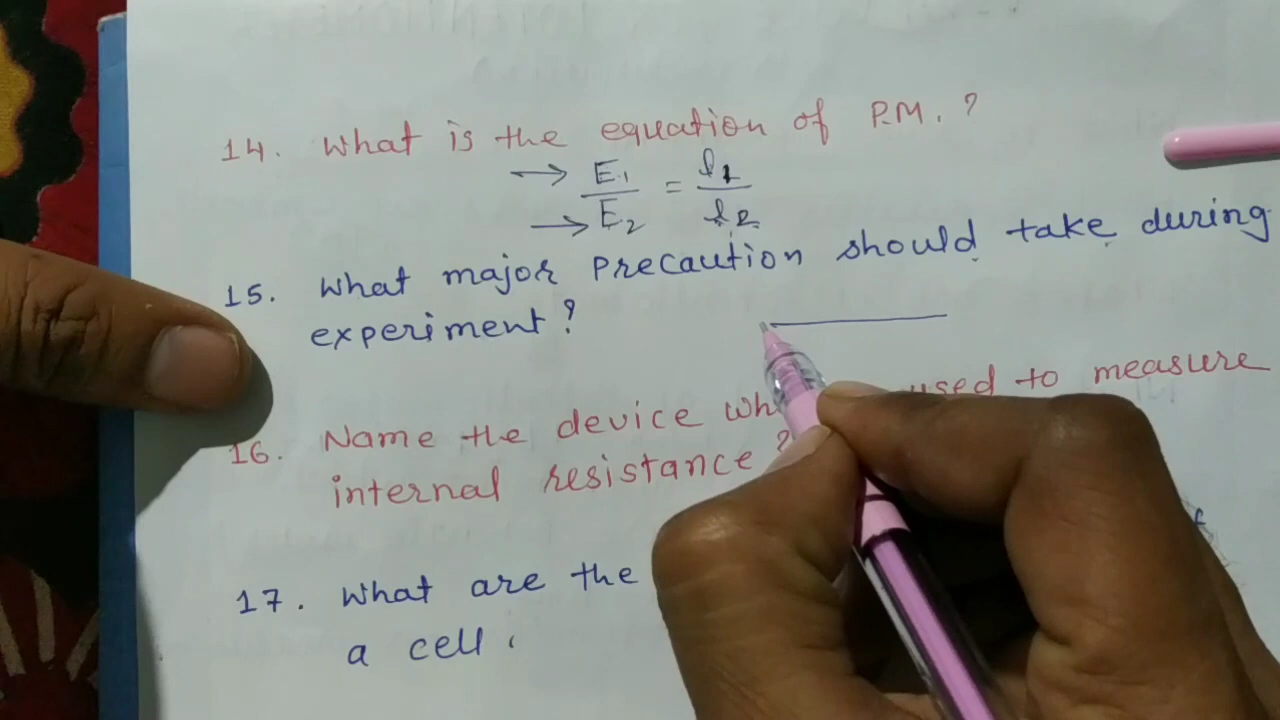 14. What is the equation of P.M. ?
→ E1 / → E2 = l1 / l2
15. What major precaution should take during
experiment ?
16. Name the device used to measure
internal resistance ?
17. What are the
a cell